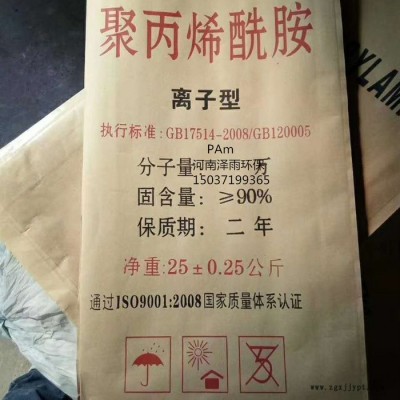 聚丙烯酰胺
离子型
执行标准:GB17514-2008/GB120005
PAm
分子量 万
河南泽雨环保
15037199365
固含量: ≥90%
保质期: 二年
净重:25±0.25公斤
通过ISO9001:2008国家质量体系认证
YLAM